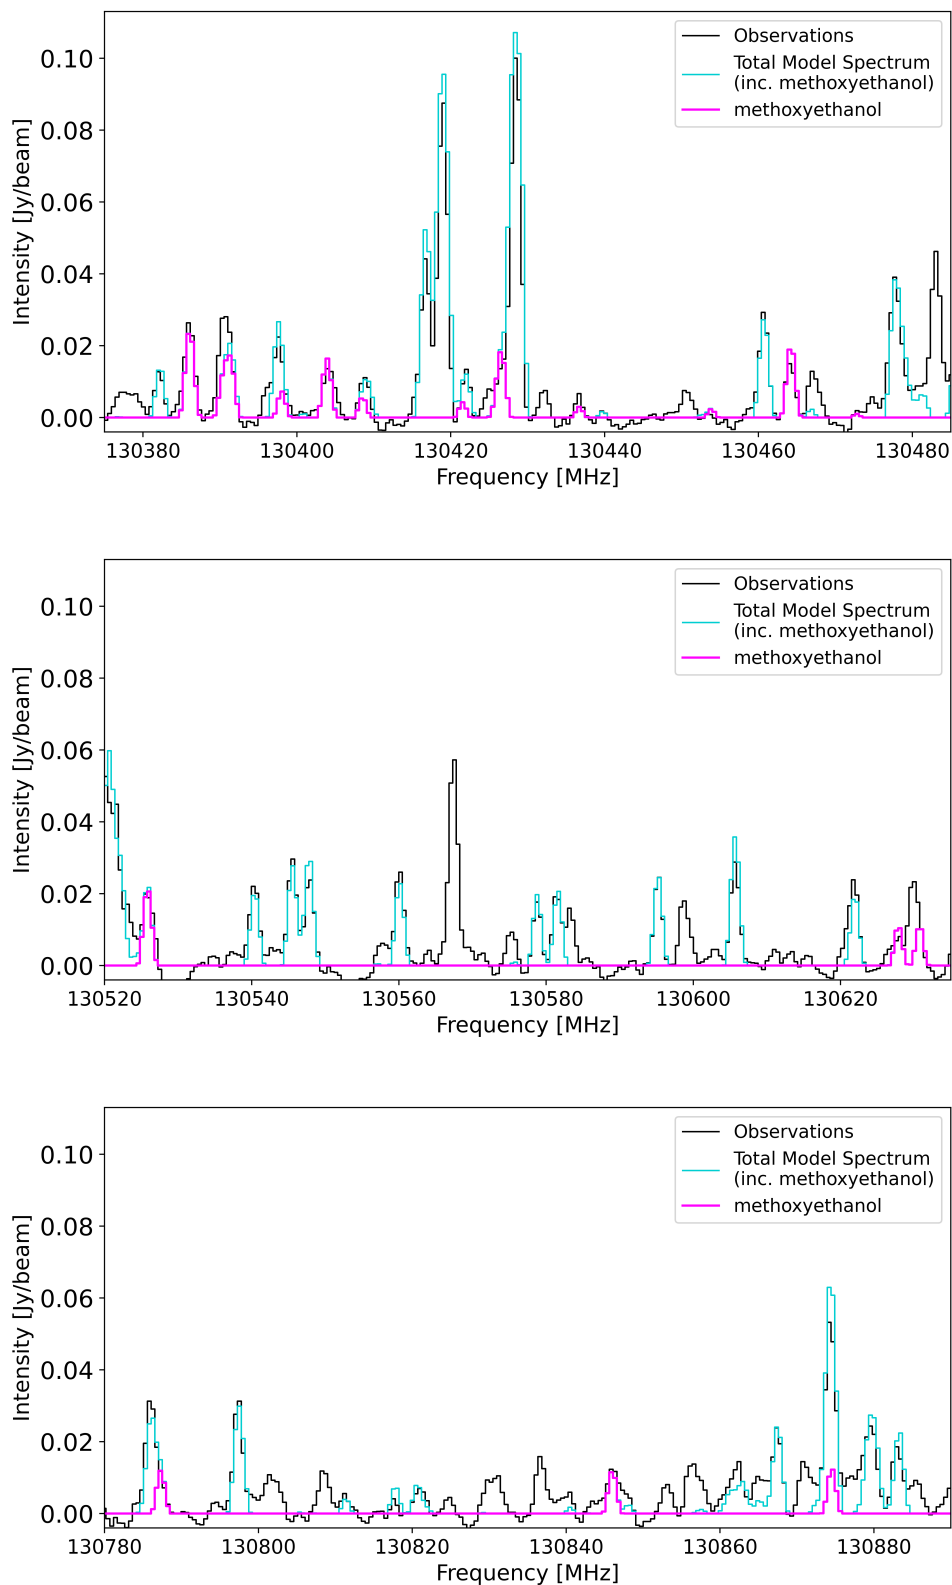 Observations
Total Model Spectrum
(inc. methoxyethanol)
methoxyethanol
Intensity [Jy/beam]
0.10
0.08
0.06
0.04
0.02
0.00
130380 130400 130420 130440 130460 130480
Frequency [MHz]
Observations
Total Model Spectrum
(inc. methoxyethanol)
methoxyethanol
Intensity [Jy/beam]
0.10
0.08
0.06
0.04
0.02
0.00
130520 130540 130560 130580 130600 130620
Frequency [MHz]
Observations
Total Model Spectrum
(inc. methoxyethanol)
methoxyethanol
Intensity [Jy/beam]
0.10
0.08
0.06
0.04
0.02
0.00
130780 130800 130820 130840 130860 130880
Frequency [MHz]